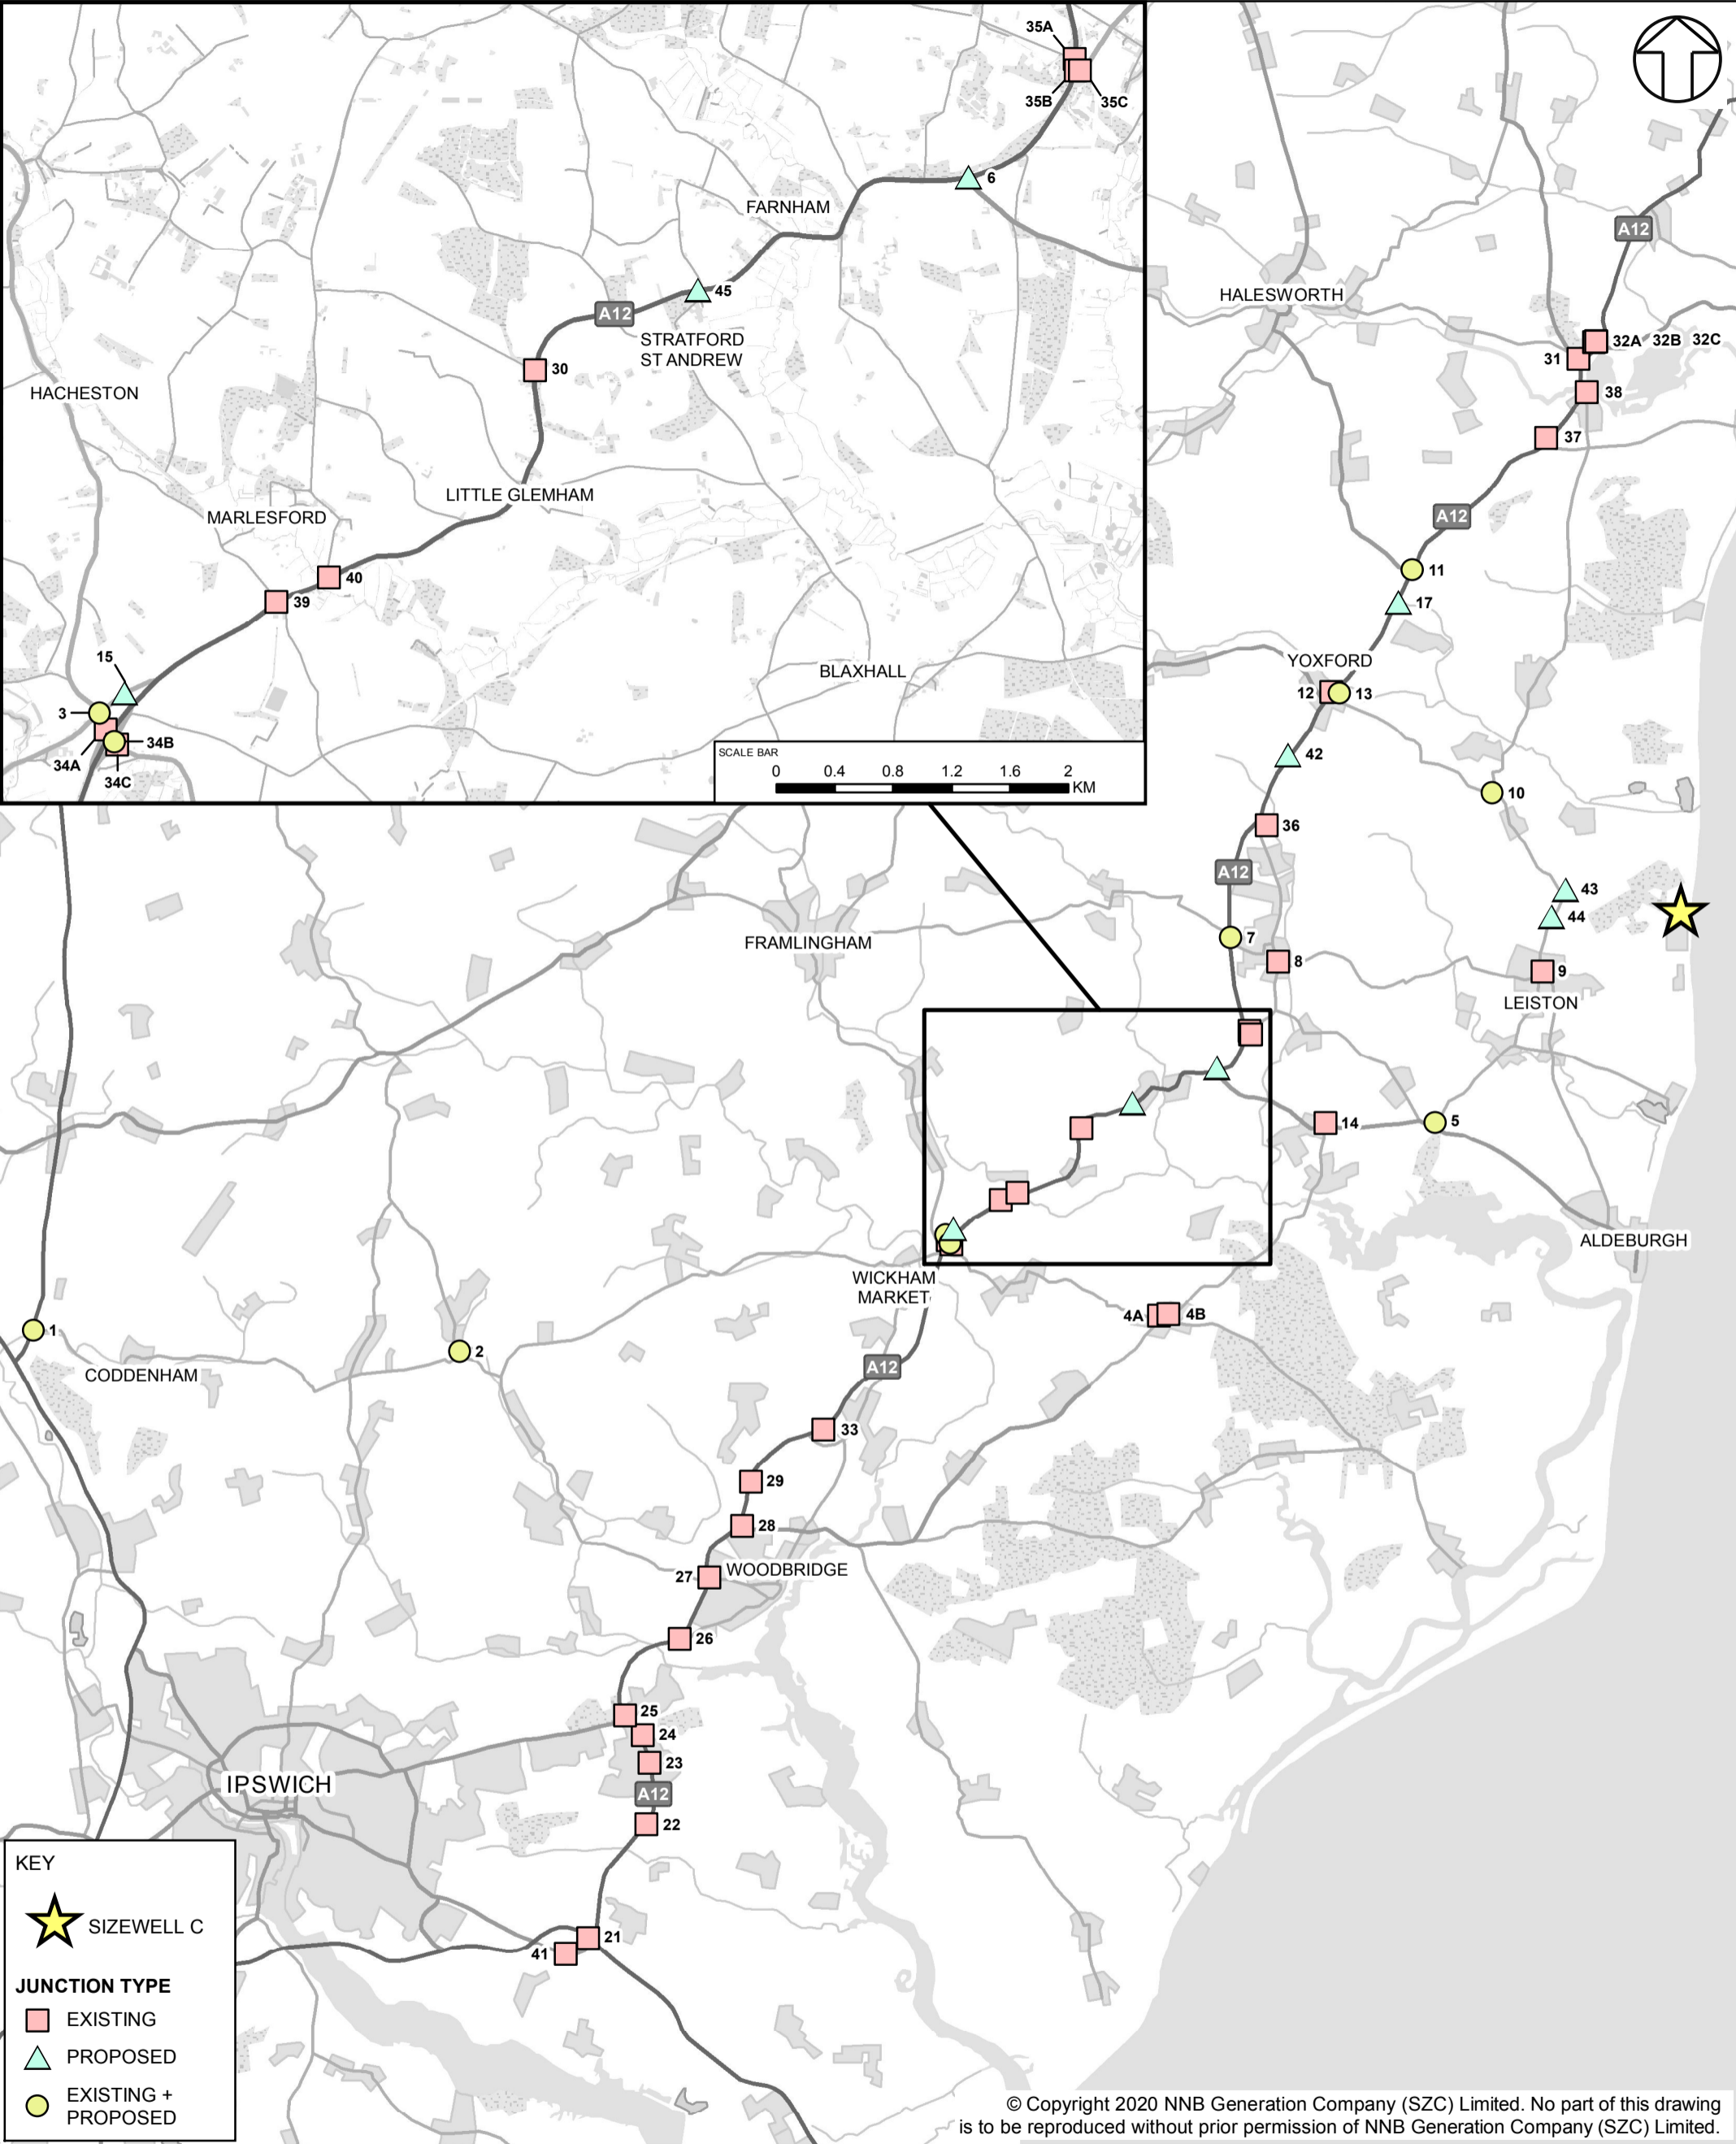 35A
35B
35C
6
FARNHAM
45
A12
STRATFORD
ST ANDREW
30
HACHESTON
LITTLE GLEMHAM
MARLESFORD
40
39
15
3
34B
34A
34C
BLAXHALL
SCALE BAR
0 0.4 0.8 1.2 1.6 2
KM
A12
HALESWORTH
32A 32B 32C
31
38
37
A12
11
17
YOXFORD
12 13
42
10
36
A12
43
44
FRAMLINGHAM
7
8
9
LEISTON
14
5
ALDEBURGH
WICKHAM
MARKET
4A 4B
1
2
CODDENHAM
A12
33
29
28
27
WOODBRIDGE
26
25
24
23
A12
IPSWICH
22
21
41
KEY
SIZEWELL C
JUNCTION TYPE
EXISTING
PROPOSED
EXISTING +
PROPOSED
© Copyright 2020 NNB Generation Company (SZC) Limited. No part of this drawing
is to be reproduced without prior permission of NNB Generation Company (SZC) Limited.